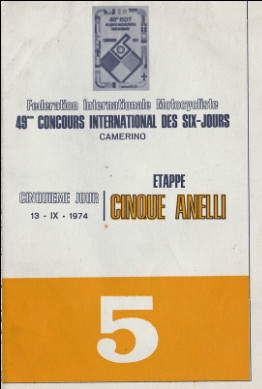 49° ISDT
Federation Internationale Motocycliste
49me CONCOURS INTERNATIONAL DES SIX-JOURS
CAMERINO
ETAPPE
CINQUIEME JOUR
CINQUE ANELLI
13 - IX - 1974
5